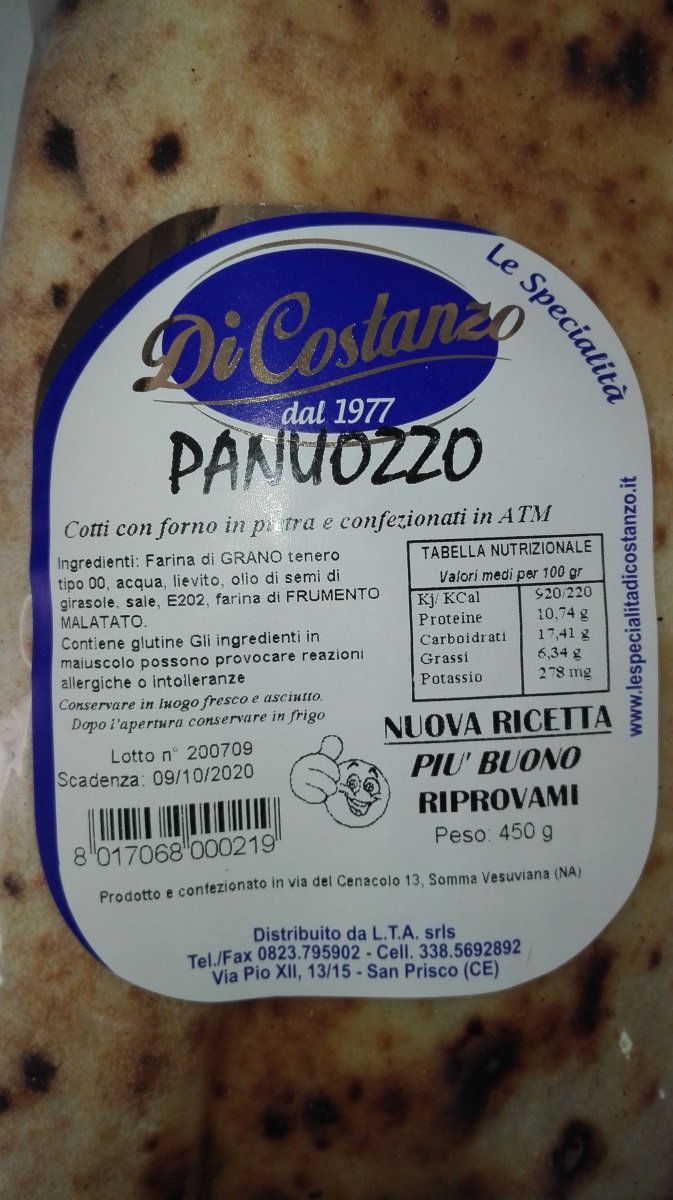 Le Specialità
Di Costanzo
dal 1977
PANUOZZO
Cotti con forno in pietra e confezionati in ATM
Ingredienti: Farina di GRANO tenero
tipo 00, acqua, lievito, olio di semi di
girasole, sale, E202, farina di FRUMENTO
MALATATO.
Contiene glutine Gli ingredienti in
maiuscolo possono provocare reazioni
allergiche o intolleranze
Conservare in luogo fresco e asciutto.
Dopo l'apertura conservare in frigo
Lotto n° 200709
Scadenza: 09/10/2020
8 017068 000219
TABELLA NUTRIZIONALE
Valori medi per 100 gr
Kj/ KCal 920/220
Proteine 10,74 g
Carboidrati 17,41 g
Grassi 6,34 g
Potassio 278 mg
NUOVA RICETTA
PIU' BUONO
RIPROVAMI
Peso: 450 g
www.lespecialitadicostanzo.it
Prodotto e confezionato in via del Cenacolo 13, Somma Vesuviana (NA)
Distribuito da L.T.A. srls
Tel./Fax 0823.795902 - Cell. 338.5692892
Via Pio XII, 13/15 - San Prisco (CE)